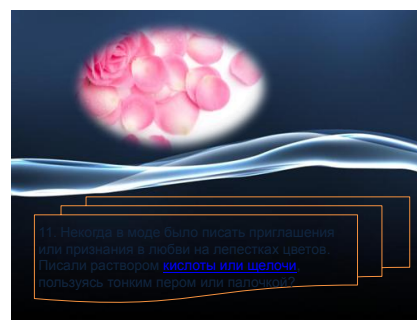 11. Некогда в моде было писать приглашения
или признания в любви на лепестках цветов.
Писали раствором кислоты или щелочи,
пользуясь тонким пером или палочкой?